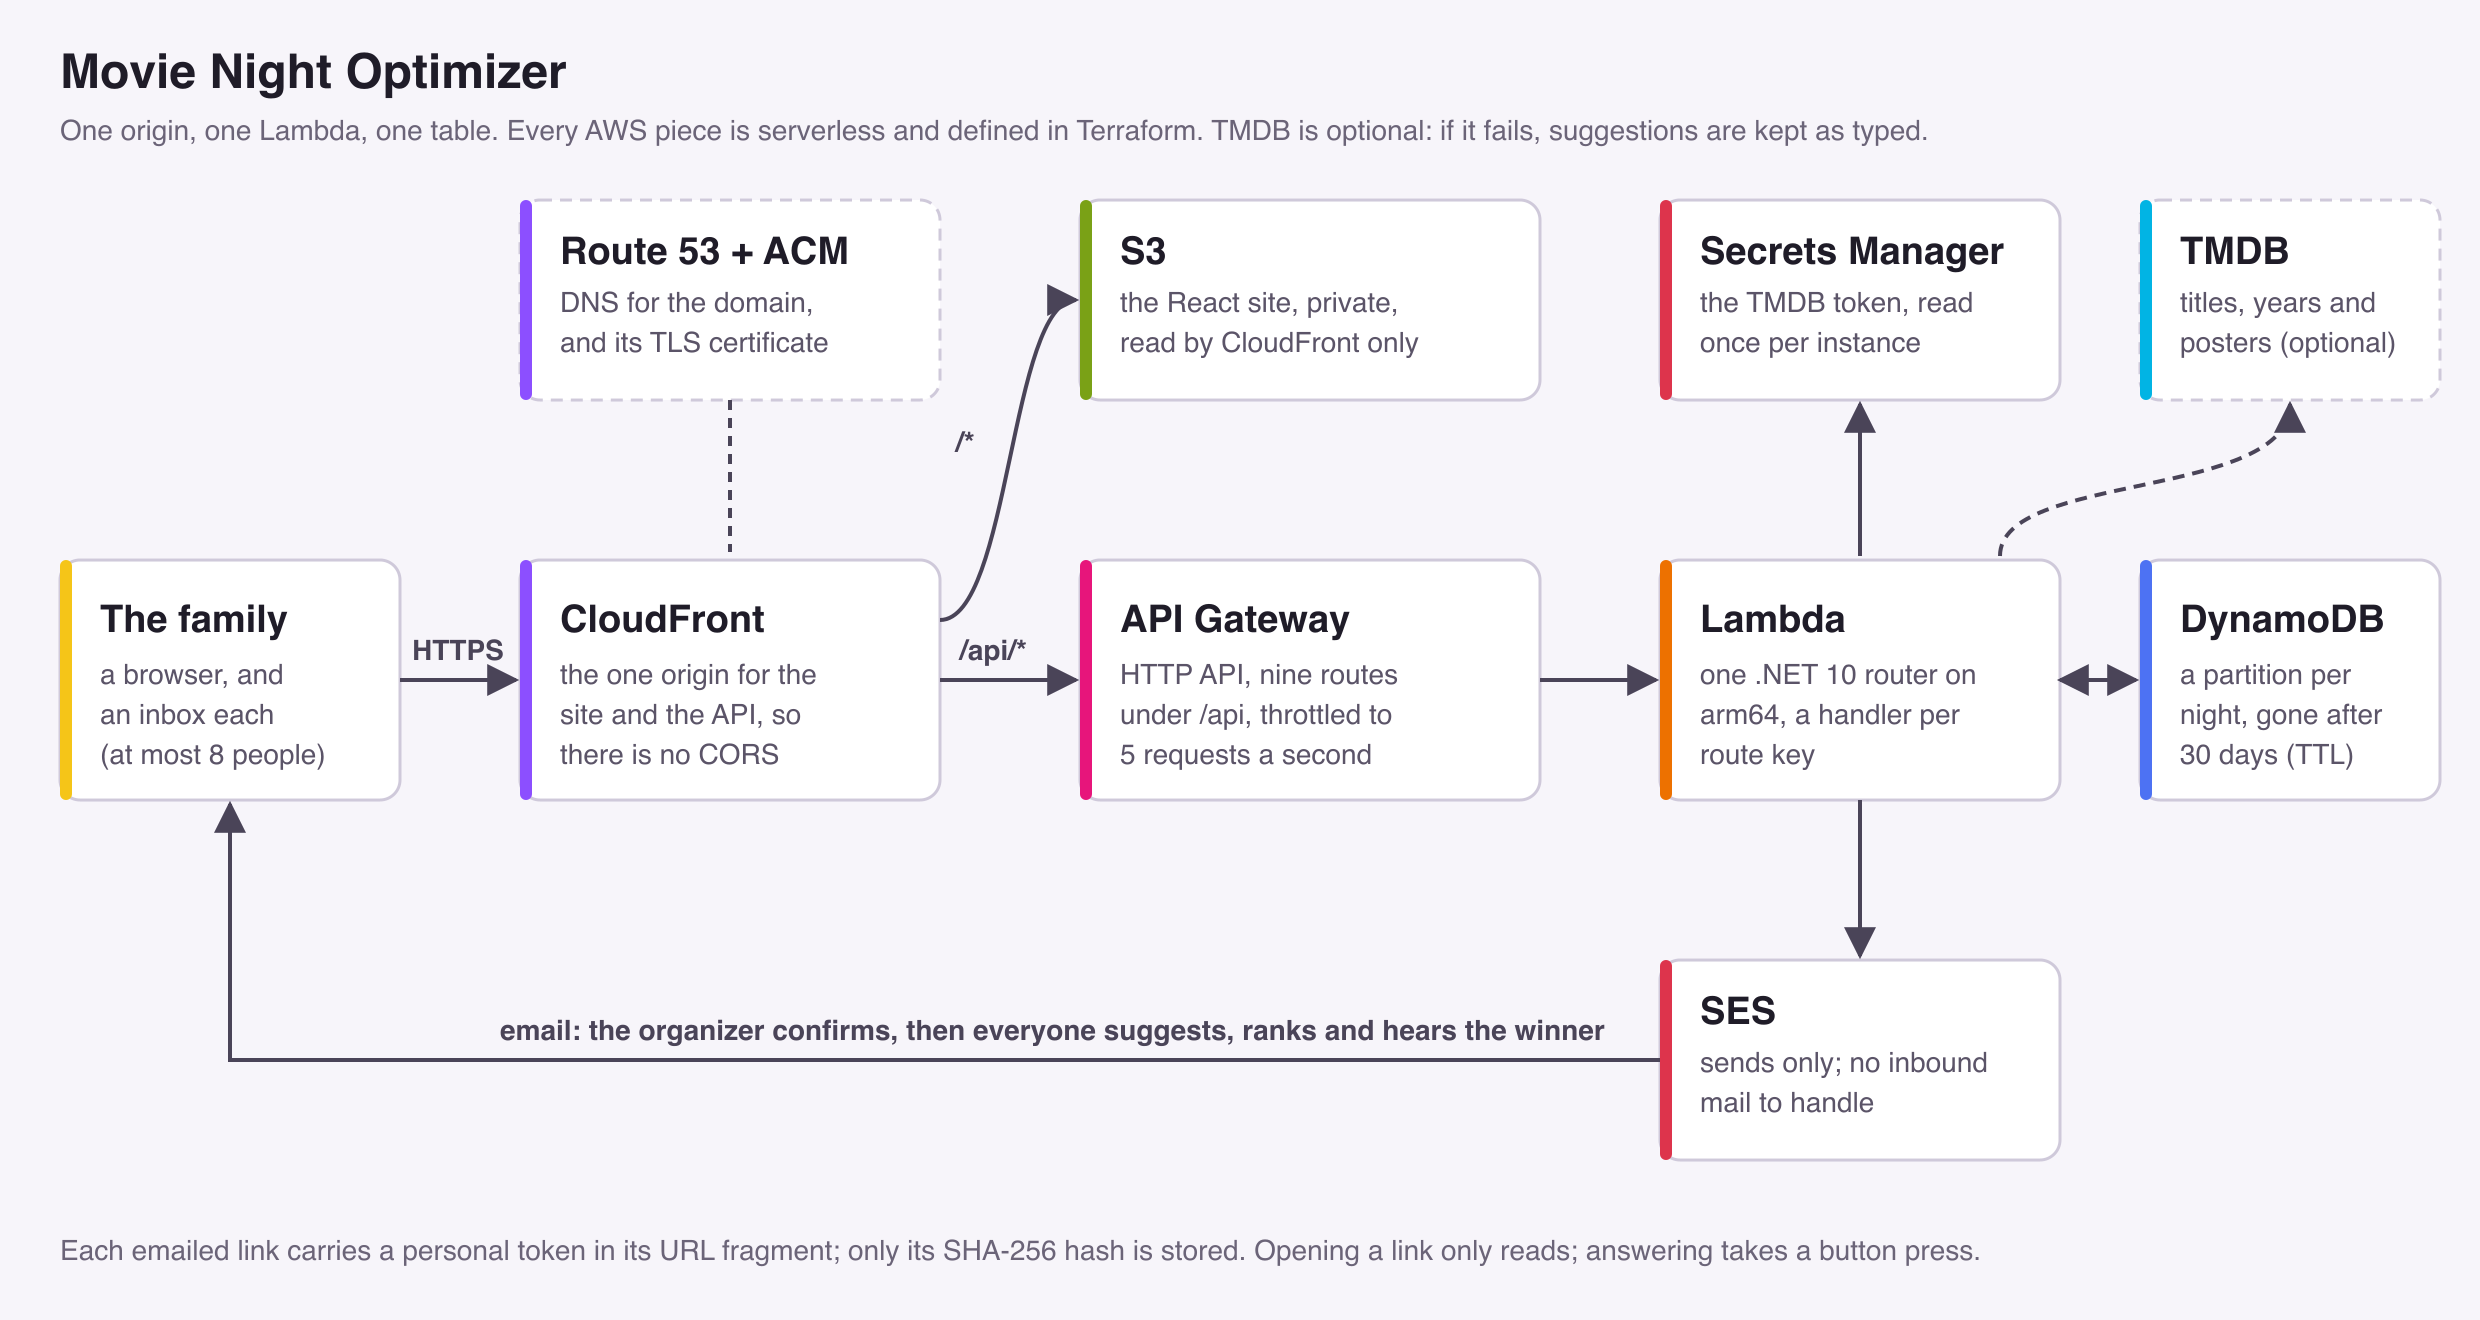 Movie Night Optimizer
One origin, one Lambda, one table. Every AWS piece is serverless and defined in Terraform. TMDB is optional: if it fails, suggestions are kept as typed.
Route 53 + ACM
DNS for the domain,
and its TLS certificate
S3
the React site, private,
read by CloudFront only
Secrets Manager
the TMDB token, read
once per instance
TMDB
titles, years and
posters (optional)
/*
The family
a browser, and
an inbox each
(at most 8 people)
HTTPS
CloudFront
the one origin for the
site and the API, so
there is no CORS
/api/*
API Gateway
HTTP API, nine routes
under /api, throttled to
5 requests a second
Lambda
one .NET 10 router on
arm64, a handler per
route key
DynamoDB
a partition per
night, gone after
30 days (TTL)
email: the organizer confirms, then everyone suggests, ranks and hears the winner
SES
sends only; no inbound
mail to handle
Each emailed link carries a personal token in its URL fragment; only its SHA-256 hash is stored. Opening a link only reads; answering takes a button press.